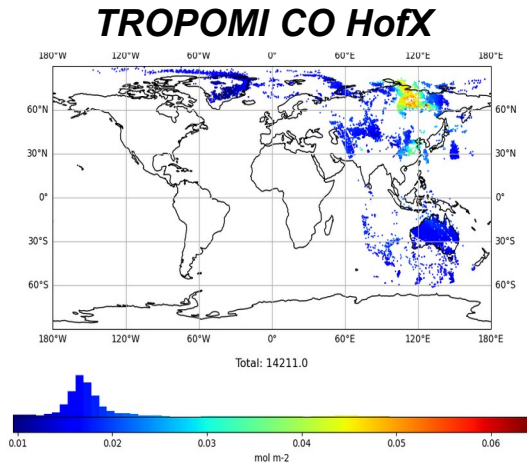 TROPOMI CO HofX
180°W 120°W 60°W 0° 60°E 120°E 180°E
60°N 60°N
30°N 30°N
0° 0°
30°S 30°S
60°S 60°S
180°W 120°W 60°W 0° 60°E 120°E 180°E
Total: 14211.0
0.01 0.02 0.03 0.04 0.05 0.06
mol m-2